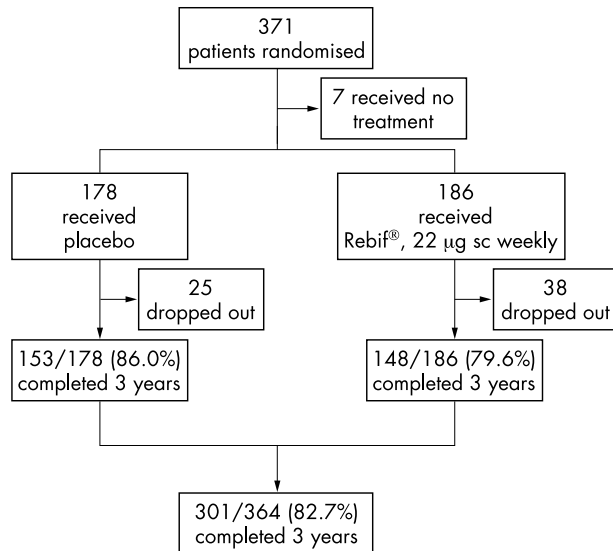 371
patients randomised
7 received no
treatment
178
received
placebo
186
received
Rebif®, 22 µg sc weekly
25
dropped out
38
dropped out
153/178 (86.0%)
completed 3 years
148/186 (79.6%)
completed 3 years
301/364 (82.7%)
completed 3 years